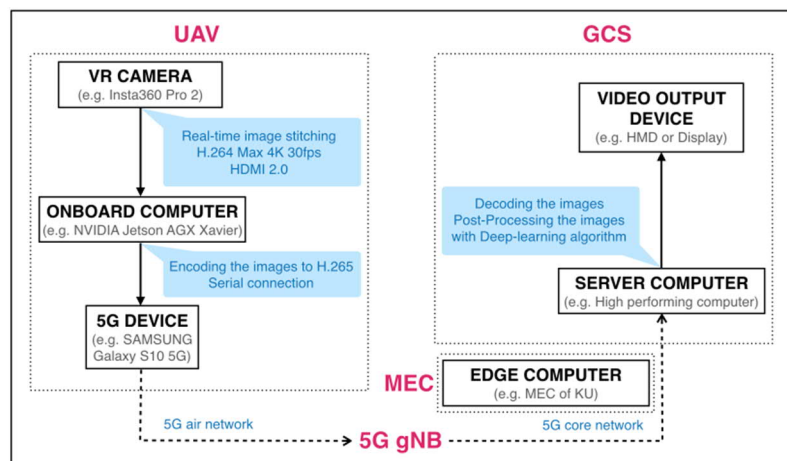 UAV
VR CAMERA
(e.g. Insta360 Pro 2)
Real-time image stitching
H.264 Max 4K 30fps
HDMI 2.0
ONBOARD COMPUTER
(e.g. NVIDIA Jetson AGX Xavier)
Encoding the images to H.265
Serial connection
5G DEVICE
(e.g. SAMSUNG
Galaxy S10 5G)
GCS
VIDEO OUTPUT
DEVICE
(e.g. HMD or Display)
Decoding the images
Post-Processing the images
with Deep-learning algorithm
SERVER COMPUTER
(e.g. High performing computer)
MEC
EDGE COMPUTER
(e.g. MEC of KU)
5G air network
5G gNB
5G core network